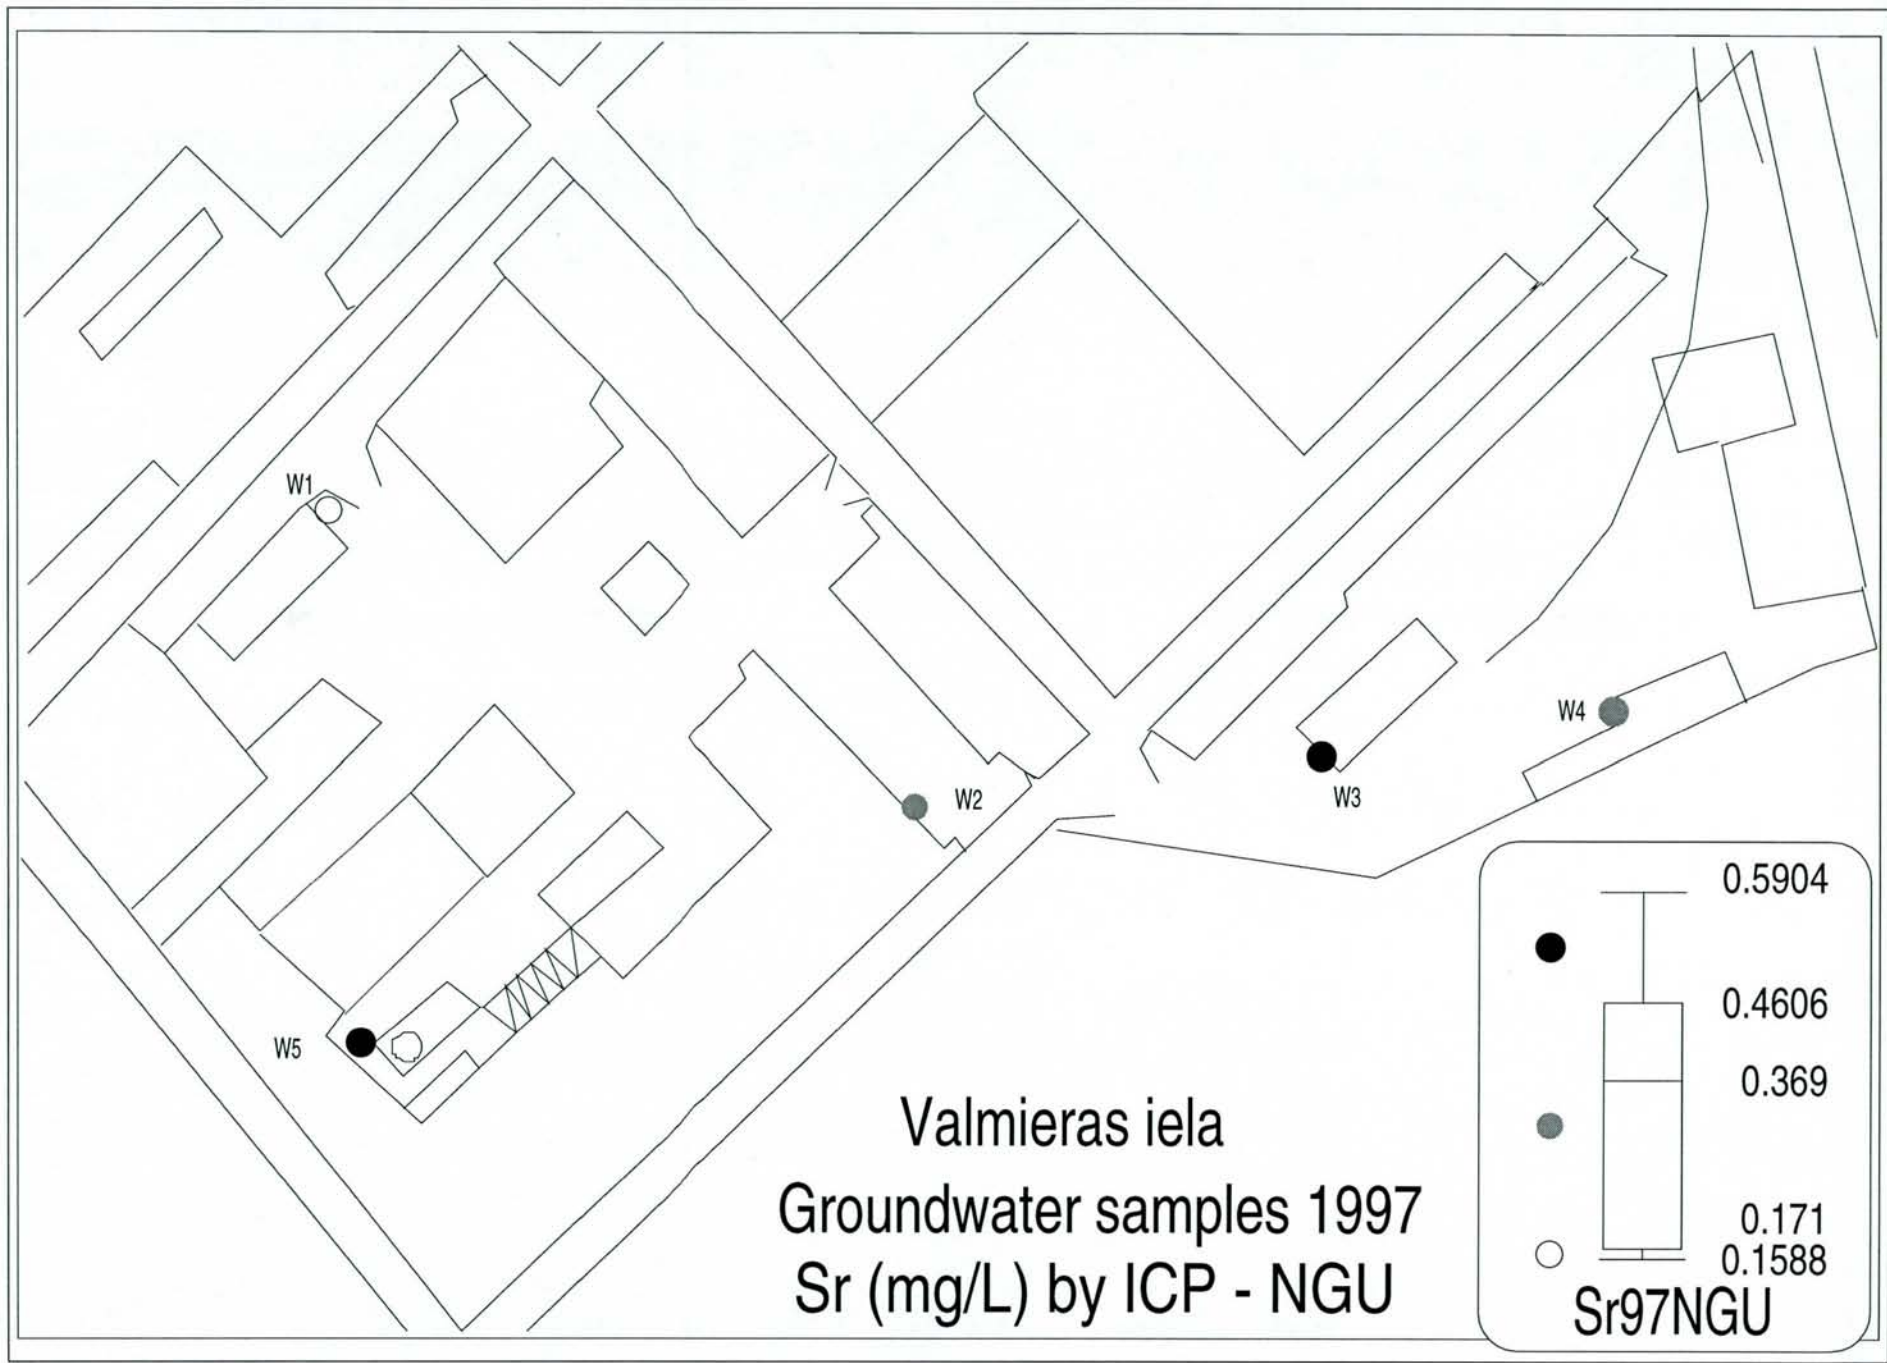 W1
W4
W3
W2
W5
0.5904
0.4606
0.369
0.171
0.1588
Sr97NGU
Valmieras iela
Groundwater samples 1997
Sr (mg/L) by ICP - NGU